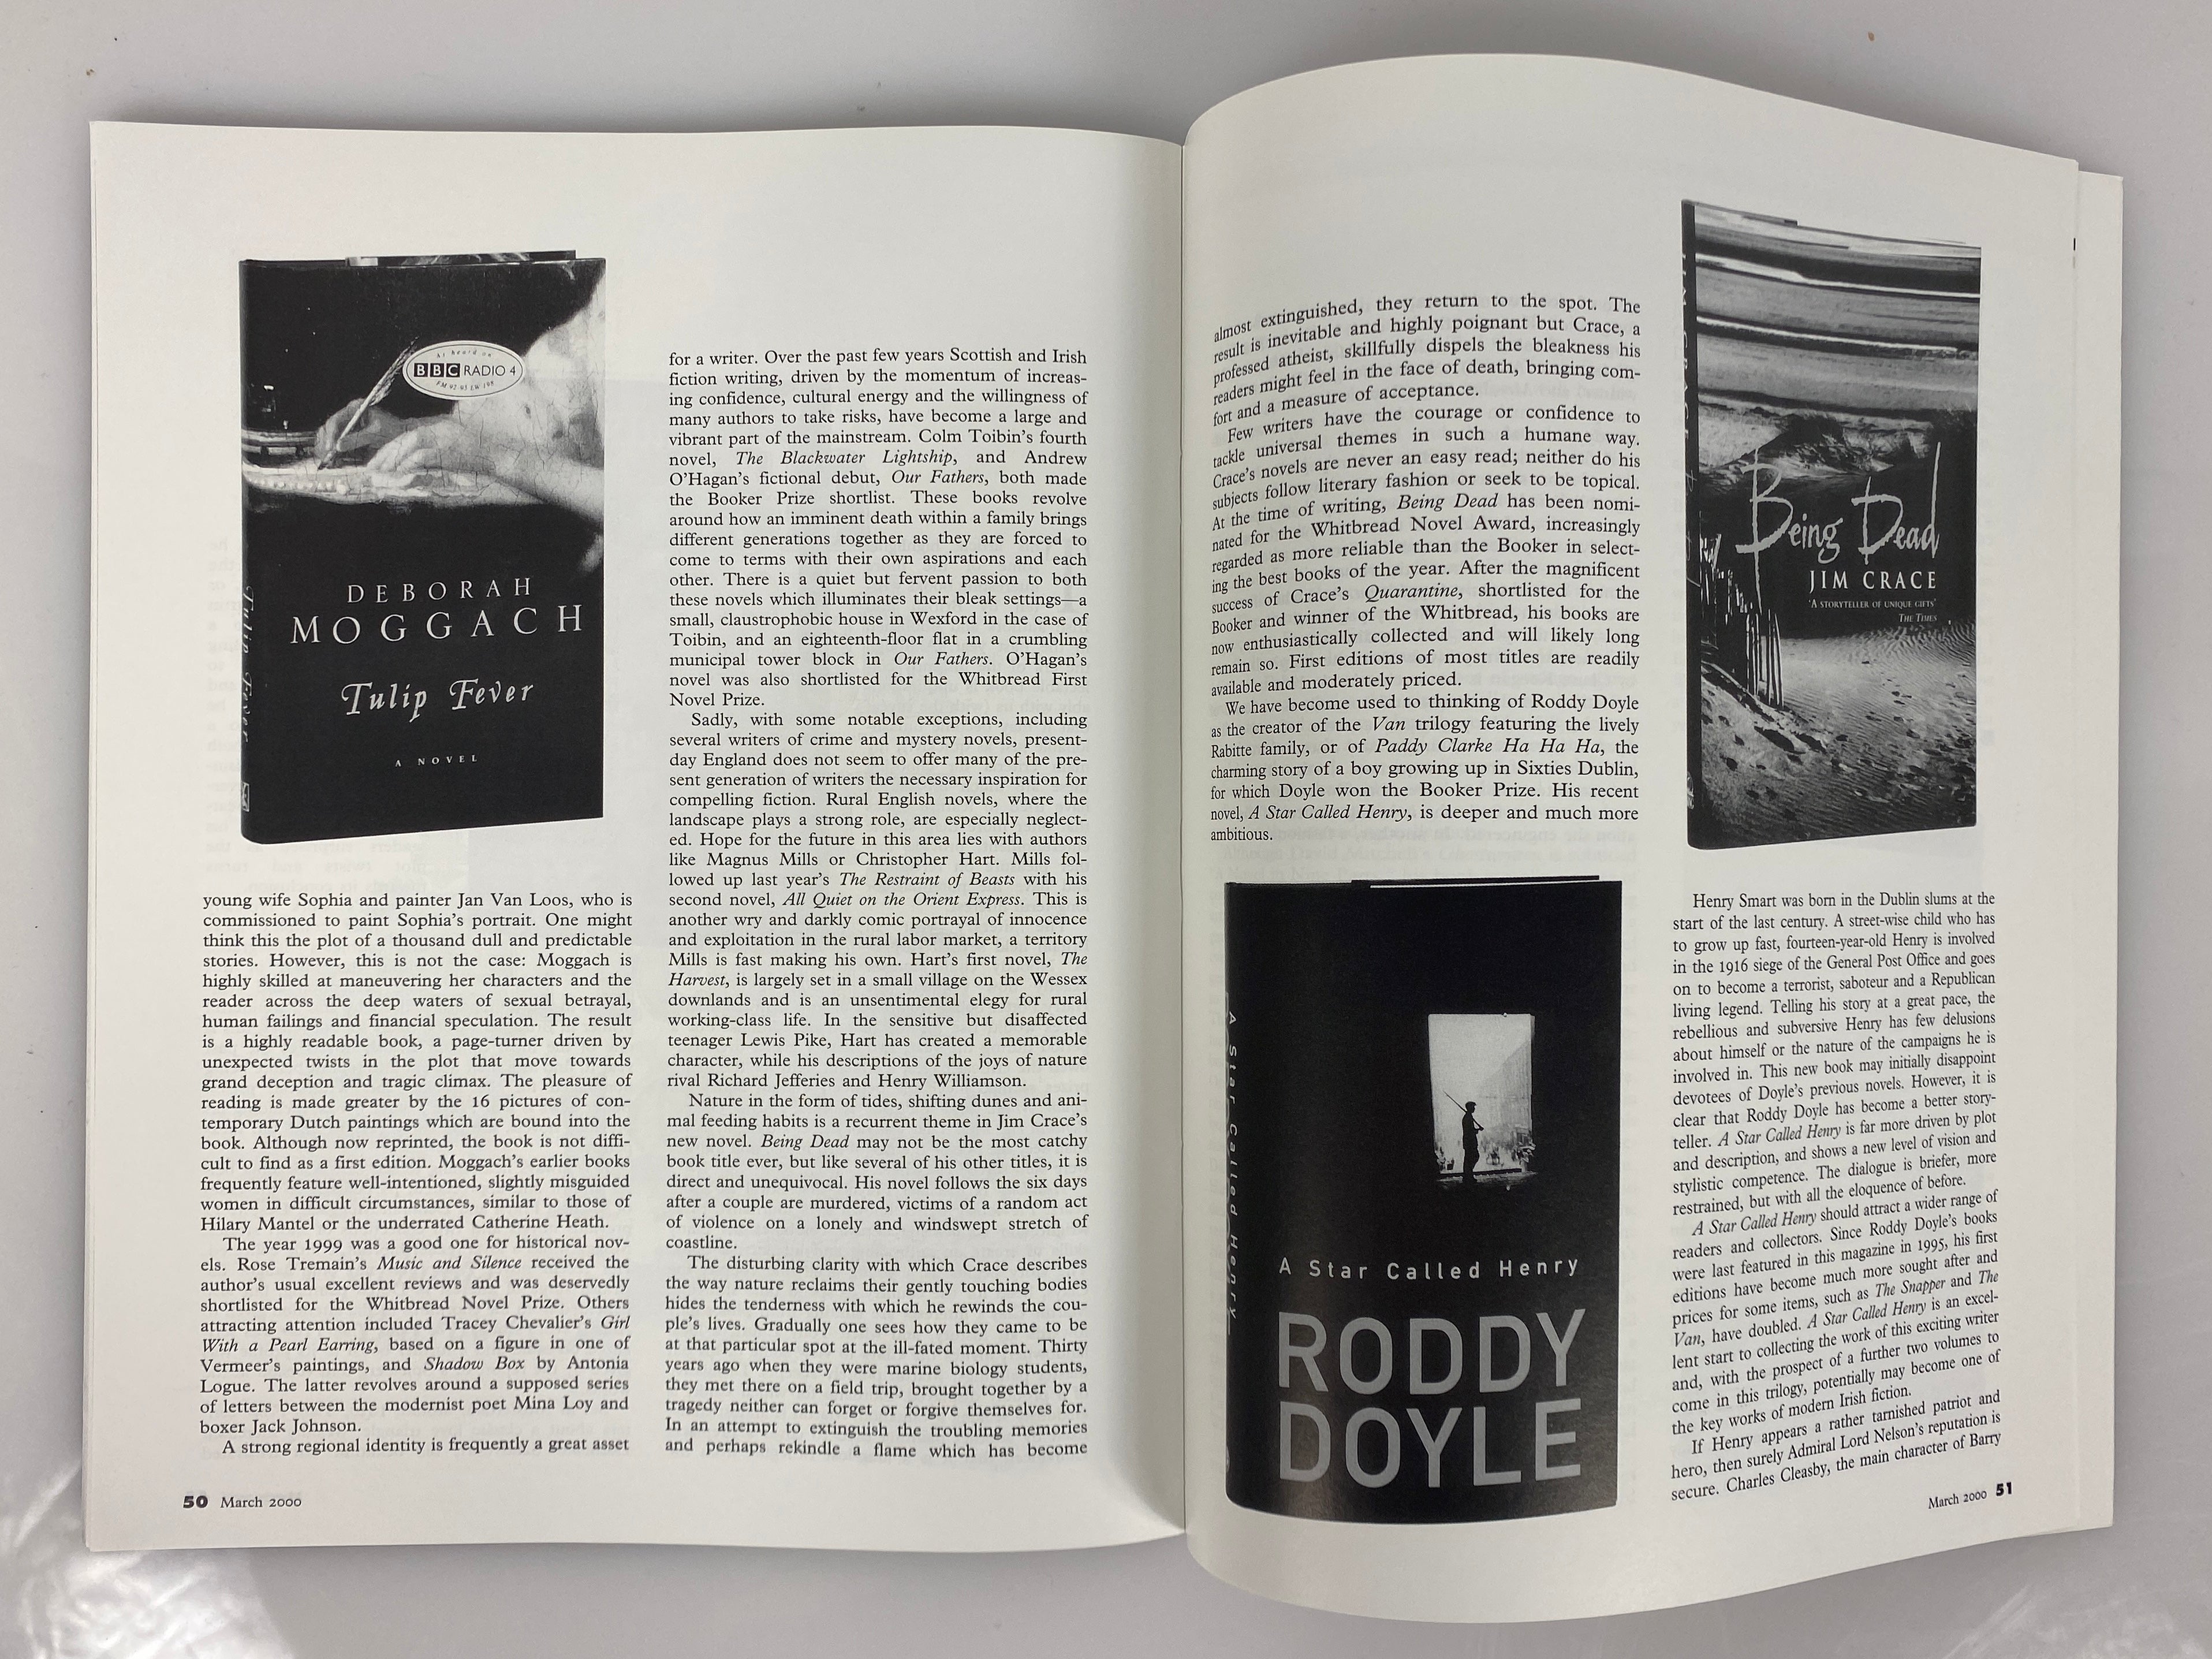 As heard on
BBC RADIO 4
FM 92-95 LW 198
DEBORAH
MOGGACH
Tulip Fever
A NOVEL
Tulip Fever
young wife Sophia and painter Jan Van Loos, who is
commissioned to paint Sophia's portrait. One might
think this the plot of a thousand dull and predictable
stories. However, this is not the case: Moggach is
highly skilled at maneuvering her characters and the
reader across the deep waters of sexual betrayal,
human failings and financial speculation. The result
is a highly readable book, a page-turner driven by
unexpected twists in the plot that move towards
grand deception and tragic climax. The pleasure of
reading is made greater by the 16 pictures of con-
temporary Dutch paintings which are bound into the
book. Although now reprinted, the book is not diffi-
cult to find as a first edition. Moggach's earlier books
frequently feature well-intentioned, slightly misguided
women in difficult circumstances, similar to those of
Hilary Mantel or the underrated Catherine Heath.
The year 1999 was a good one for historical nov-
els. Rose Tremain's Music and Silence received the
author's usual excellent reviews and was deservedly
shortlisted for the Whitbread Novel Prize. Others
attracting attention included Tracey Chevalier's Girl
With a Pearl Earring, based on a figure in one of
Vermeer's paintings, and Shadow Box by Antonia
Logue. The latter revolves around a supposed series
of letters between the modernist poet Mina Loy and
boxer Jack Johnson.
A strong regional identity is frequently a great asset
for a writer. Over the past few years Scottish and Irish
fiction writing, driven by the momentum of increas-
ing confidence, cultural energy and the willingness of
many authors to take risks, have become a large and
vibrant part of the mainstream. Colm Toibin's fourth
novel, The Blackwater Lightship, and Andrew
O'Hagan's fictional debut, Our Fathers, both made
the Booker Prize shortlist. These books revolve
around how an imminent death within a family brings
different generations together as they are forced to
come to terms with their own aspirations and each
other. There is a quiet but fervent passion to both
these novels which illuminates their bleak settings—a
small, claustrophobic house in Wexford in the case of
Toibin, and an eighteenth-floor flat in a crumbling
municipal tower block in Our Fathers. O'Hagan's
novel was also shortlisted for the Whitbread First
Novel Prize.
Sadly, with some notable exceptions, including
several writers of crime and mystery novels, present-
day England does not seem to offer many of the pre-
sent generation of writers the necessary inspiration for
compelling fiction. Rural English novels, where the
landscape plays a strong role, are especially neglect-
ed. Hope for the future in this area lies with authors
like Magnus Mills or Christopher Hart. Mills fol-
lowed up last year's The Restraint of Beasts with his
second novel, All Quiet on the Orient Express. This is
another wry and darkly comic portrayal of innocence
and exploitation in the rural labor market, a territory
Mills is fast making his own. Hart's first novel, The
Harvest, is largely set in a small village on the Wessex
downlands and is an unsentimental elegy for rural
working-class life. In the sensitive but disaffected
teenager Lewis Pike, Hart has created a memorable
character, while his descriptions of the joys of nature
rival Richard Jefferies and Henry Williamson.
Nature in the form of tides, shifting dunes and ani-
mal feeding habits is a recurrent theme in Jim Crace's
new novel. Being Dead may not be the most catchy
book title ever, but like several of his other titles, it is
direct and unequivocal. His novel follows the six days
after a couple are murdered, victims of a random act
of violence on a lonely and windswept stretch of
coastline.
The disturbing clarity with which Crace describes
the way nature reclaims their gently touching bodies
hides the tenderness with which he rewinds the cou-
ple's lives. Gradually one sees how they came to be
at that particular spot at the ill-fated moment. Thirty
years ago when they were marine biology students,
they met there on a field trip, brought together by a
tragedy neither can forget or forgive themselves for.
In an attempt to extinguish the troubling memories
and perhaps rekindle a flame which has become
50 March 2000
almost extinguished, they return to the spot. The
result is inevitable and highly poignant but Crace, a
professed atheist, skillfully dispels the bleakness his
readers might feel in the face of death, bringing com-
fort and a measure of acceptance.
Few writers have the courage or confidence to
tackle universal themes in such a humane way.
Crace's novels are never an easy read; neither do his
subjects follow literary fashion or seek to be topical.
At the time of writing, Being Dead has been nomi-
nated for the Whitbread Novel Award, increasingly
regarded as more reliable than the Booker in select-
ing the best books of the year. After the magnificent
success of Crace's Quarantine, shortlisted for the
Booker and winner of the Whitbread, his books are
now enthusiastically collected and will likely long
remain so. First editions of most titles are readily
available and moderately priced.
We have become used to thinking of Roddy Doyle
as the creator of the Van trilogy featuring the lively
Rabitte family, or of Paddy Clarke Ha Ha Ha, the
charming story of a boy growing up in Sixties Dublin,
for which Doyle won the Booker Prize. His recent
novel, A Star Called Henry, is deeper and much more
ambitious.
A Star Called Henry
A Star Called Henry
RODDY
DOYLE
JIM CRACE
Being Dead
JIM CRACE
'A STORYTELLER OF UNIQUE GIFTS'
THE TIMES
Henry Smart was born in the Dublin slums at the
start of the last century. A street-wise child who has
to grow up fast, fourteen-year-old Henry is involved
in the 1916 siege of the General Post Office and goes
on to become a terrorist, saboteur and a Republican
living legend. Telling his story at a great pace, the
rebellious and subversive Henry has few delusions
about himself or the nature of the campaigns he is
involved in. This new book may initially disappoint
devotees of Doyle's previous novels. However, it is
clear that Roddy Doyle has become a better story-
teller. A Star Called Henry is far more driven by plot
and description, and shows a new level of vision and
stylistic competence. The dialogue is briefer, more
restrained, but with all the eloquence of before.
A Star Called Henry should attract a wider range of
readers and collectors. Since Roddy Doyle's books
were last featured in this magazine in 1995, his first
editions have become much more sought after and
prices for some items, such as The Snapper and The
Van, have doubled. A Star Called Henry is an excel-
lent start to collecting the work of this exciting writer
and, with the prospect of a further two volumes to
come in this trilogy, potentially may become one of
the key works of modern Irish fiction.
If Henry appears a rather tarnished patriot and
hero, then surely Admiral Lord Nelson's reputation is
secure. Charles Cleasby, the main character of Barry
March 2000 51